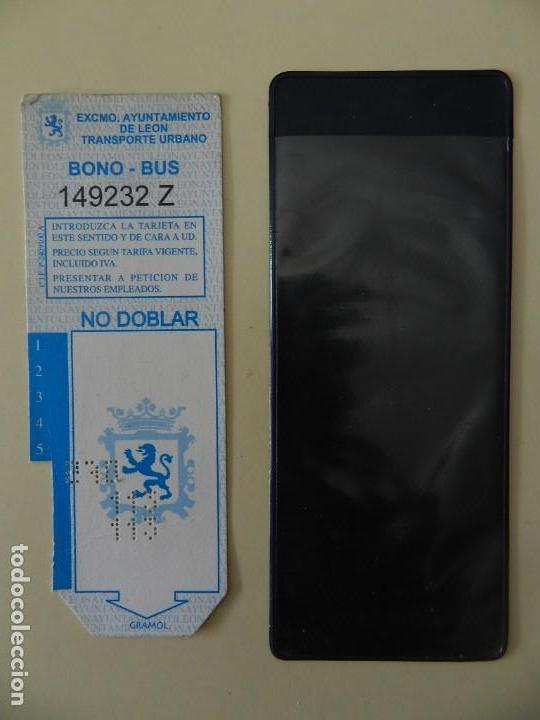 EXCMO. AYUNTAMIENTO
DE LEON
TRANSPORTE URBANO
BONO - BUS
149232 Z
INTRODUZCA LA TARJETA EN
ESTE SENTIDO Y DE CARA A UD.
PRECIO SEGUN TARIFA VIGENTE,
INCLUIDO IVA.
PRESENTAR A PETICION DE
NUESTROS EMPLEADOS.
NO DOBLAR
1
2
3
4
5
113
GRAMOL
todocoleccion